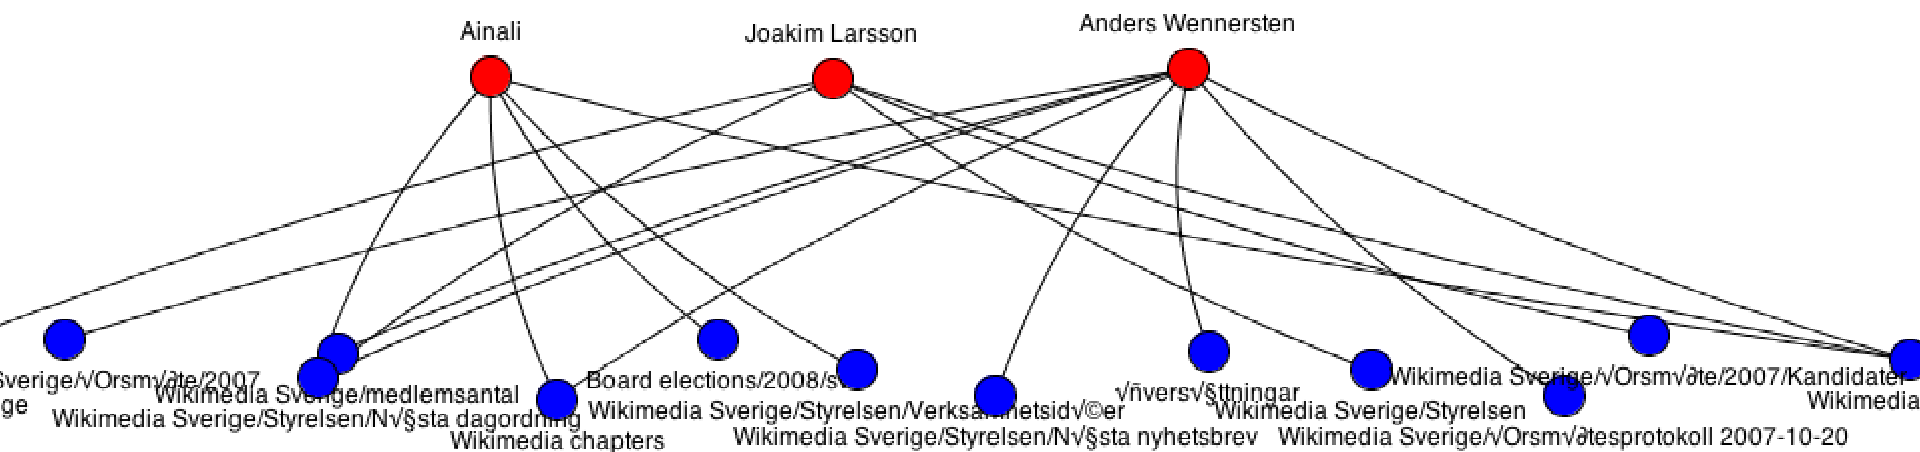 Ainali
Joakim Larsson
Anders Wennersten
Sverige/√Orsm√∂te/2007
ge
Wikimedia Sverige/medlemsantal
Wikimedia Sverige/Styrelsen/N√§sta dagordning
Wikimedia chapters
Board elections/2008/sv
Wikimedia Sverige/Styrelsen/Verksamhetsid√©er
Wikimedia Sverige/Styrelsen/N√§sta nyhetsbrev
√ñvers√§ttningar
Wikimedia Sverige/Styrelsen
Wikimedia Sverige/√Orsm√∂tesprotokoll 2007-10-20
Wikimedia Sverige/√Orsm√∂te/2007/Kandidater
Wikimedia